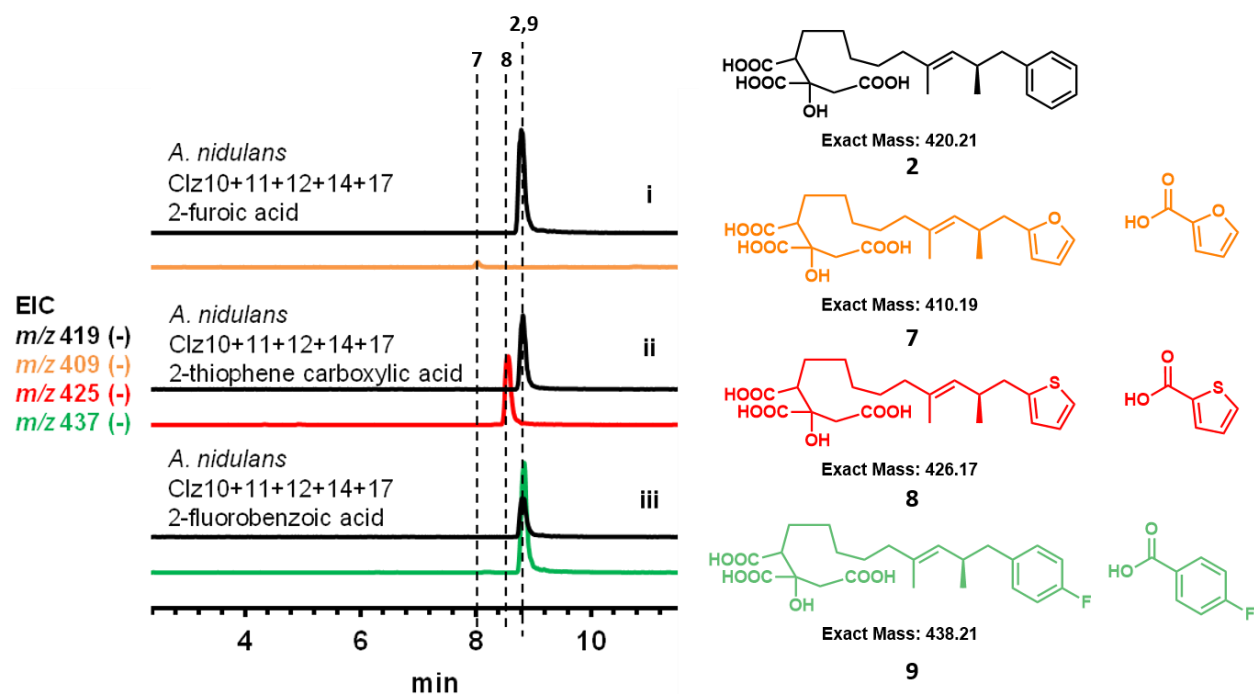 2,9
7
8
A. nidulans
Clz10+11+12+14+17
2-furoic acid
i
EIC
m/z 419 (-)
m/z 409 (-)
m/z 425 (-)
m/z 437 (-)
A. nidulans
Clz10+11+12+14+17
2-thiophene carboxylic acid
ii
A. nidulans
Clz10+11+12+14+17
2-fluorobenzoic acid
iii
4
6
8
10
min
HOOC
HOOC
COOH
OH
Exact Mass: 420.21
2
HOOC
HOOC
COOH
OH
O
Exact Mass: 410.19
7
O
HO
O
HOOC
HOOC
COOH
OH
S
Exact Mass: 426.17
8
O
HO
S
HOOC
HOOC
COOH
OH
F
Exact Mass: 438.21
9
O
HO
F